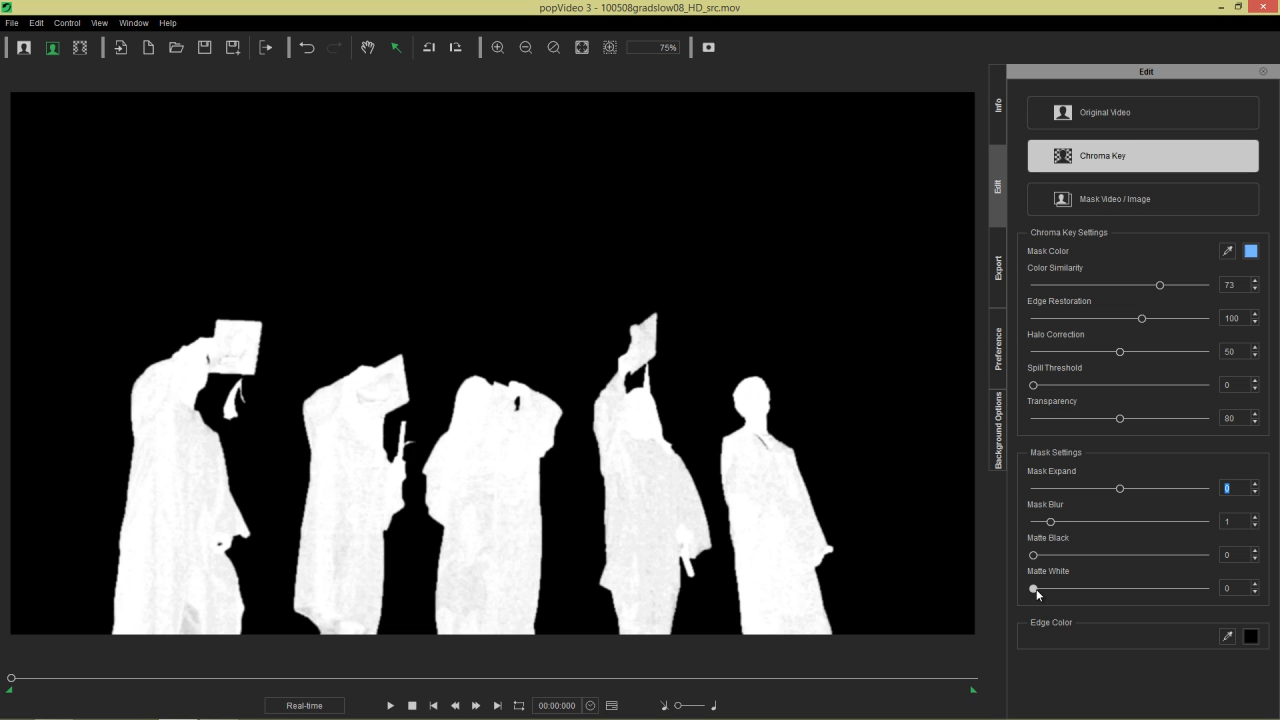 popVideo 3 - 100508gradslow08_HD_src.mov
File Edit Control View Window Help
75%
Edit
Info
Edit
Export
Preference
Background Options
Original Video
Chroma Key
Mask Video / Image
Chroma Key Settings
Mask Color
Color Similarity
73
Edge Restoration
100
Halo Correction
50
Spill Threshold
0
Transparency
80
Mask Settings
Mask Expand
0
Mask Blur
1
Matte Black
0
Matte White
0
Edge Color
Real-time
00:00:000